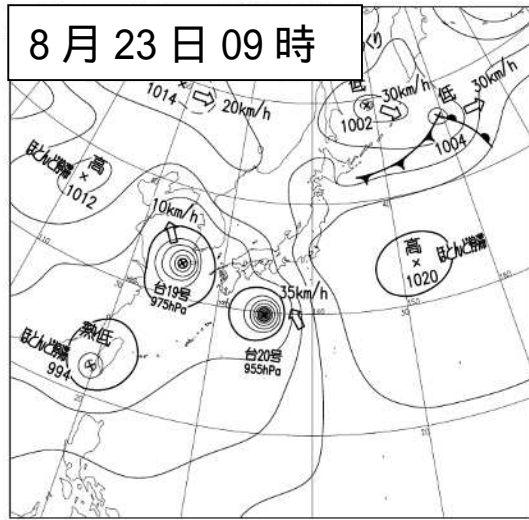 8月23日09時
1014
20km/h
低
1002
30km/h
低
30km/h
1004
高
1012
ほとんど停滞
10km/h
台19号
975hPa
高
ほとんど停滞
1020
35km/h
台20号
955hPa
熱低
ほとんど停滞
994